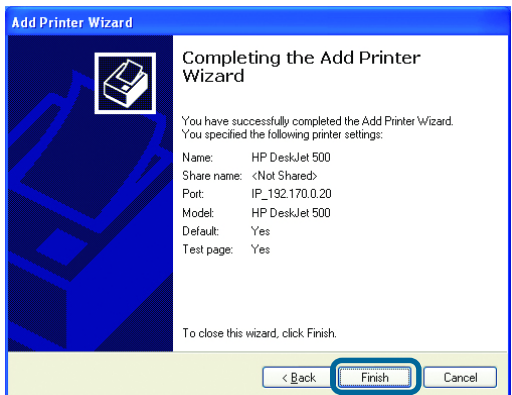 Add Printer Wizard
Completing the Add Printer
Wizard
You have successfully completed the Add Printer Wizard.
You specified the following printer settings:
Name: HP DeskJet 500
Share name: <Not Shared>
Port: IP_192.170.0.20
Model: HP DeskJet 500
Default: Yes
Test page: Yes
To close this wizard, click Finish.
< Back Finish Cancel